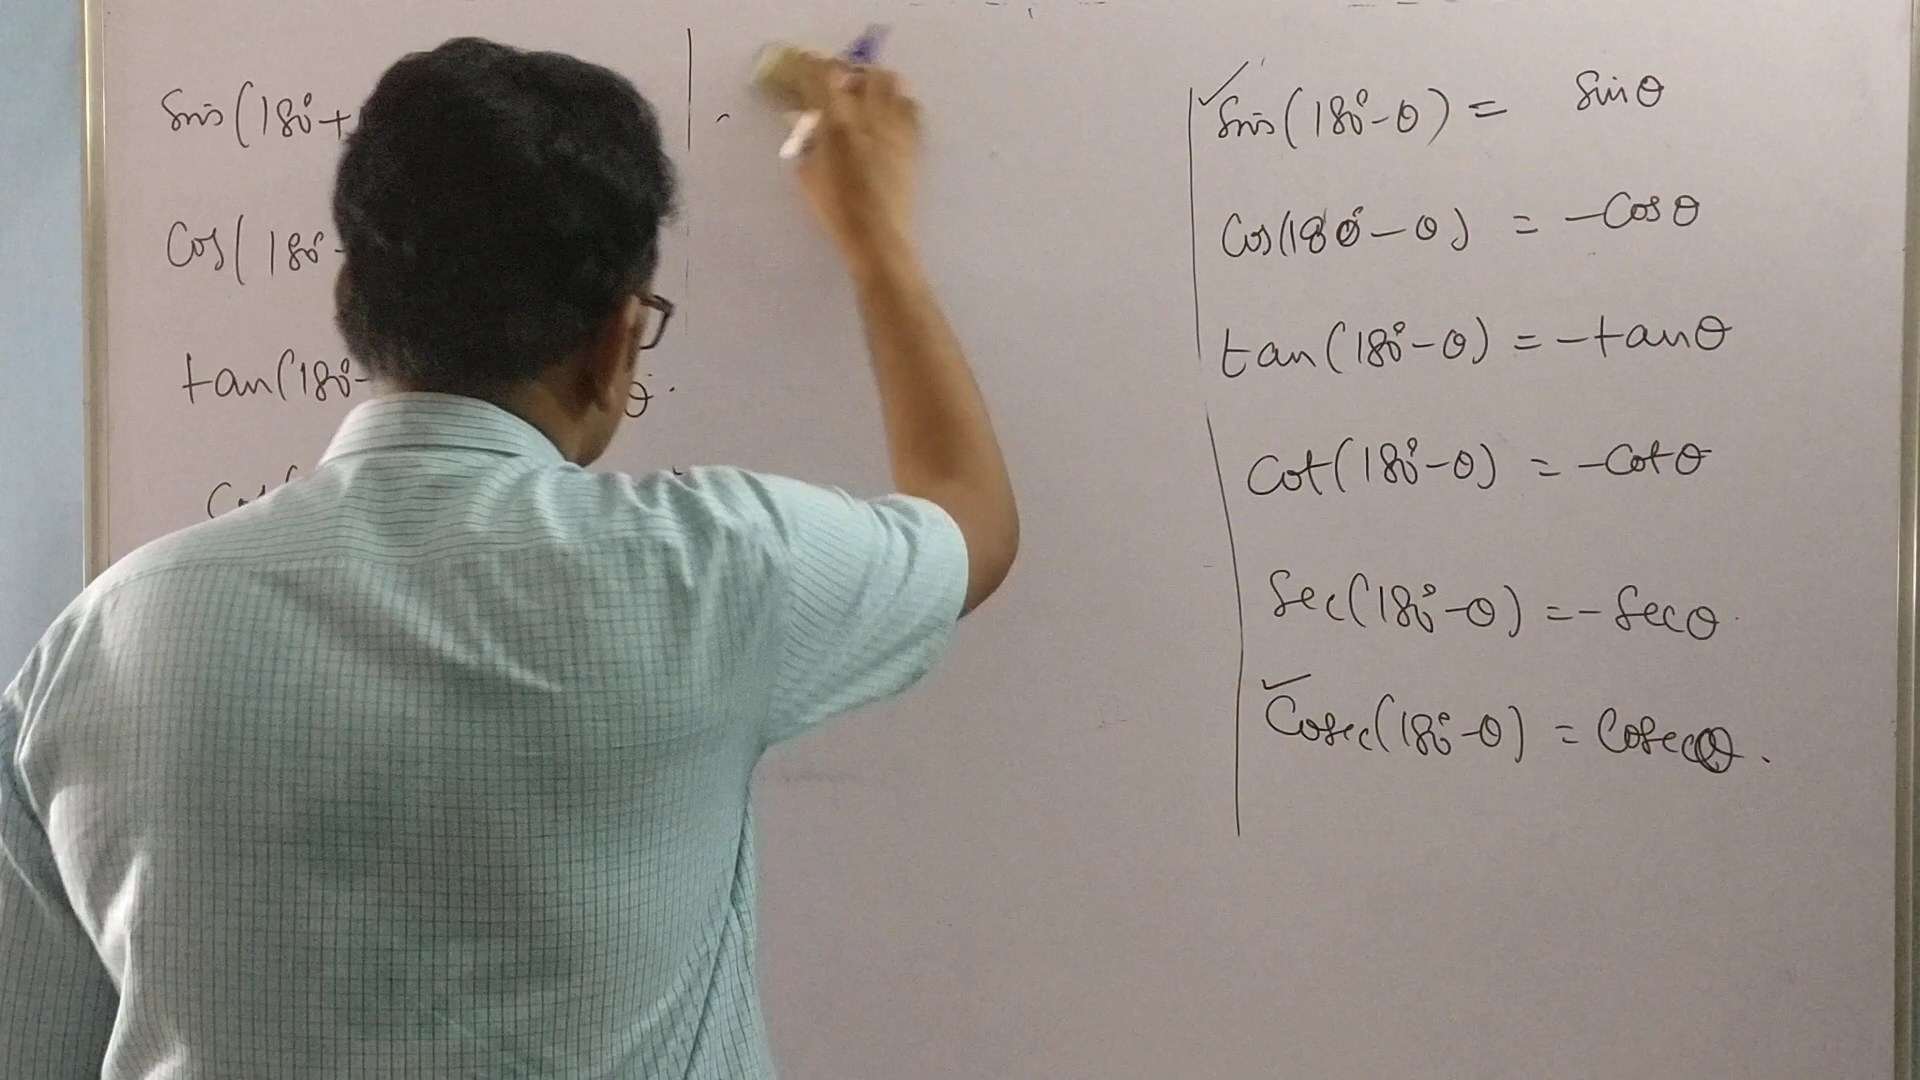 Sin(180°+
Cos(180°
tan(180°- θ.
Sin(180°-θ) = Sinθ
Cos(180°-θ) = -Cosθ
tan(180°-θ) = -tanθ
Cot(180°-θ) = -Cotθ
Sec(180°-θ) = -Secθ.
Cosec(180°-θ) = Cosecθ.